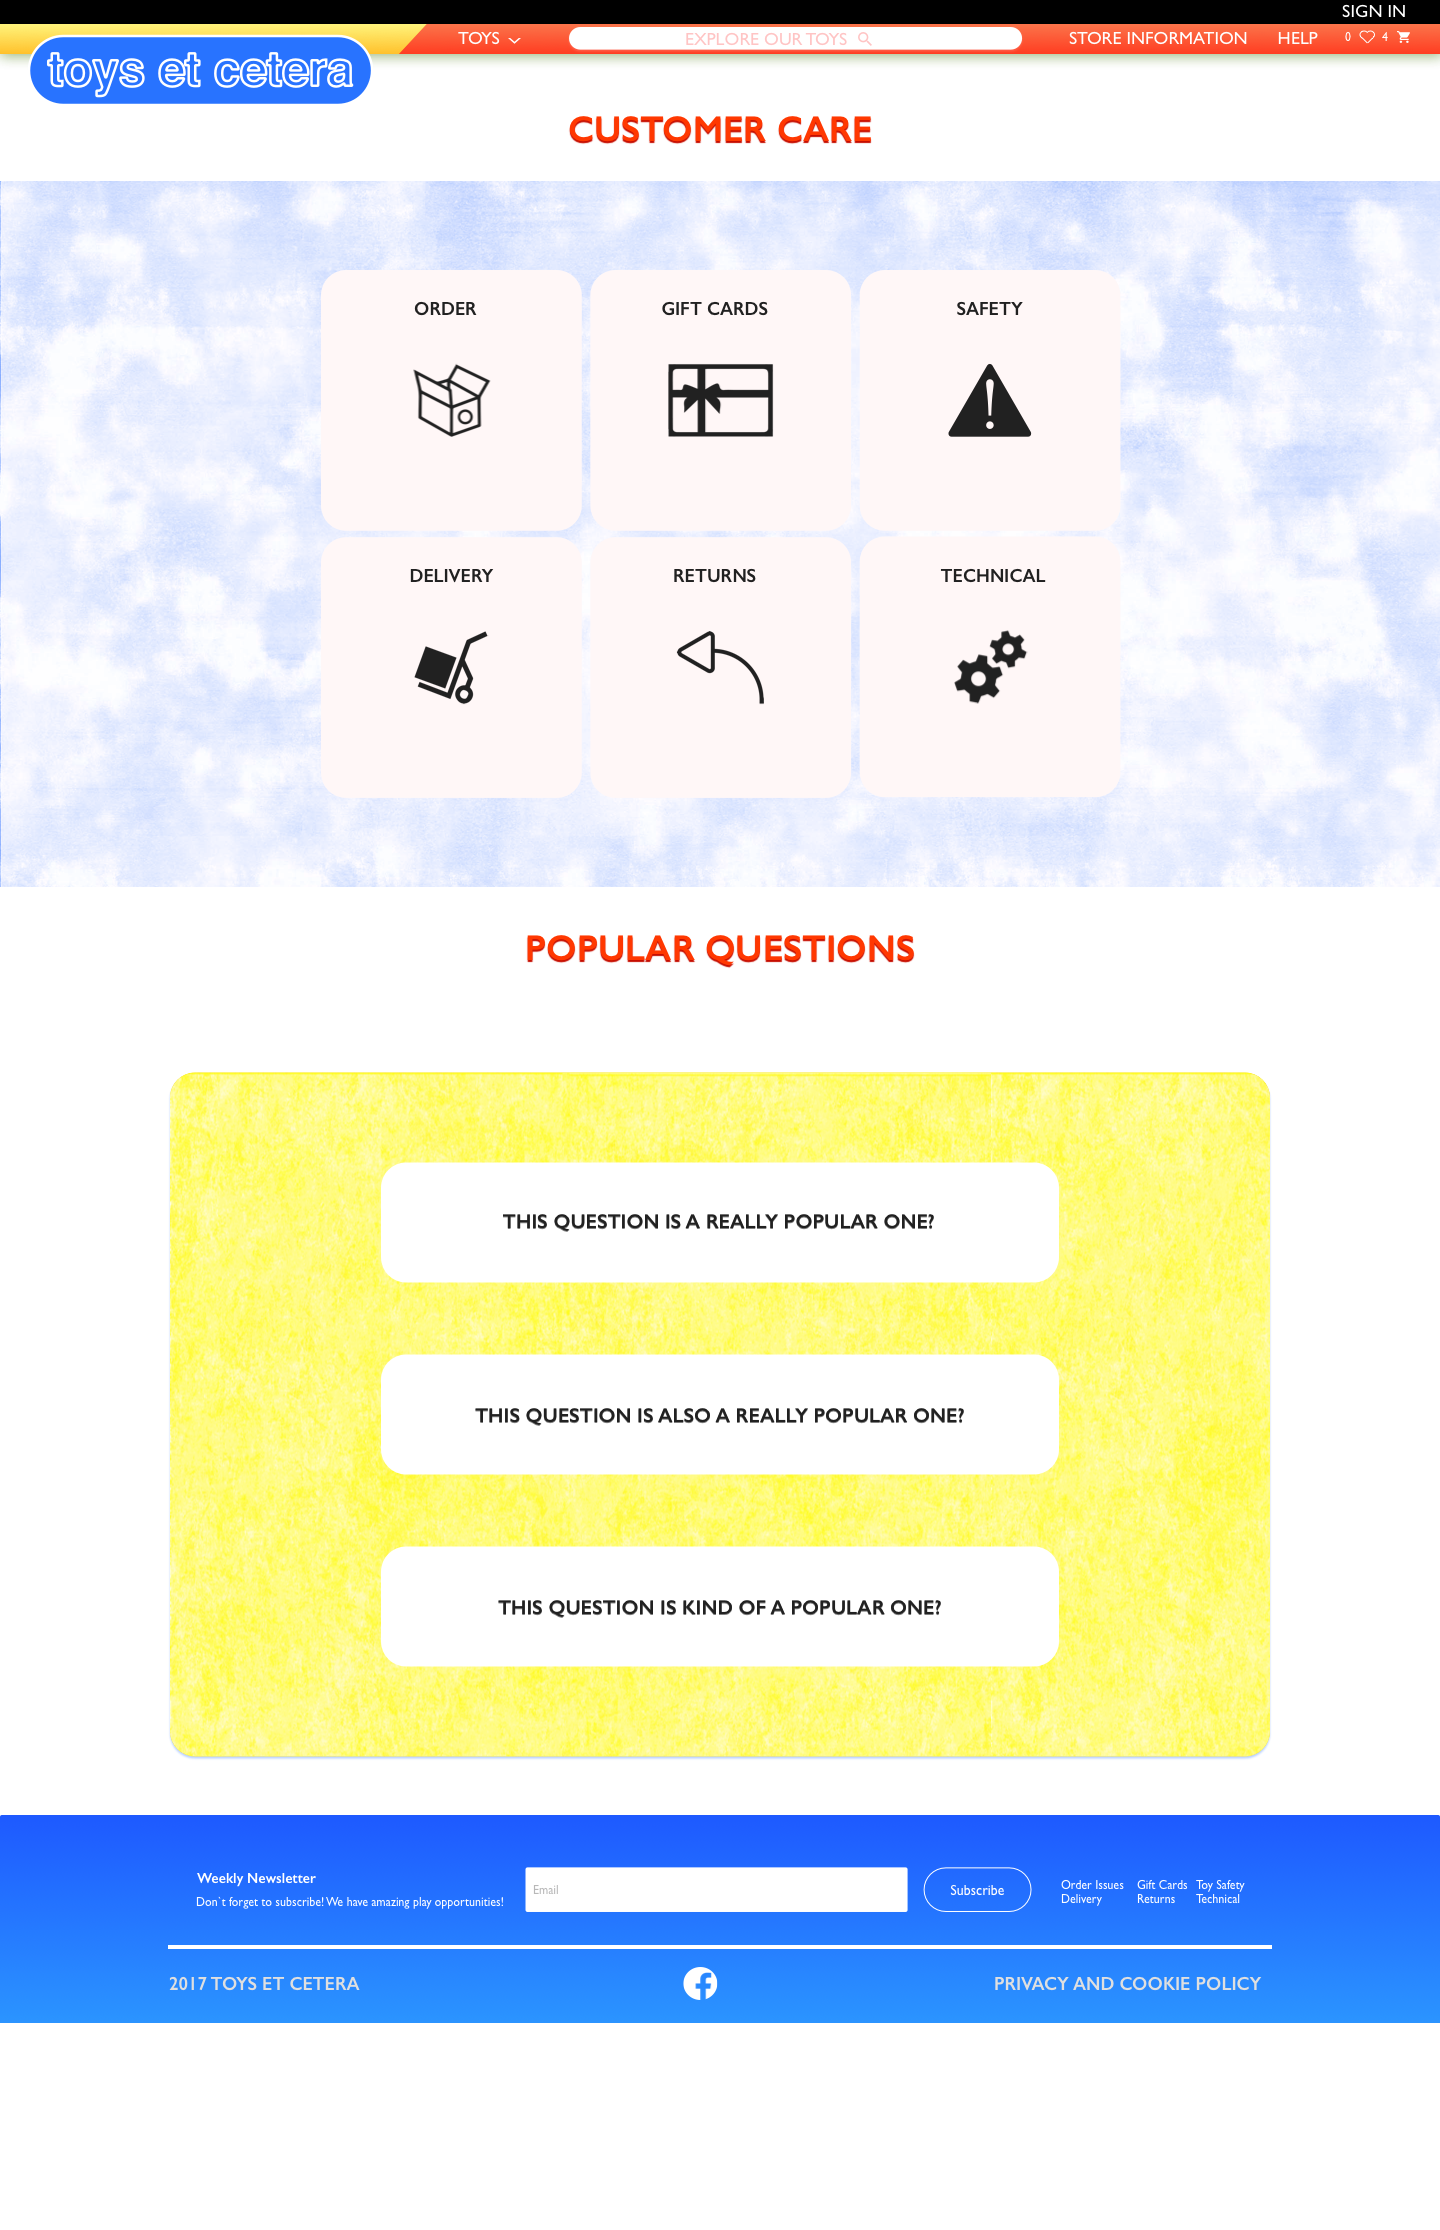 SIGN IN
TOYS
EXPLORE OUR TOYS
STORE INFORMATION
HELP
0
4
toys et cetera
CUSTOMER CARE
ORDER
GIFT CARDS
SAFETY
DELIVERY
RETURNS
TECHNICAL
POPULAR QUESTIONS
THIS QUESTION IS A REALLY POPULAR ONE?
THIS QUESTION IS ALSO A REALLY POPULAR ONE?
THIS QUESTION IS KIND OF A POPULAR ONE?
Weekly Newsletter
Don`t forget to subscribe! We have amazing play opportunities!
Email
Subscribe
Order Issues
Delivery
Gift Cards
Returns
Toy Safety
Technical
2017 TOYS ET CETERA
PRIVACY AND COOKIE POLICY